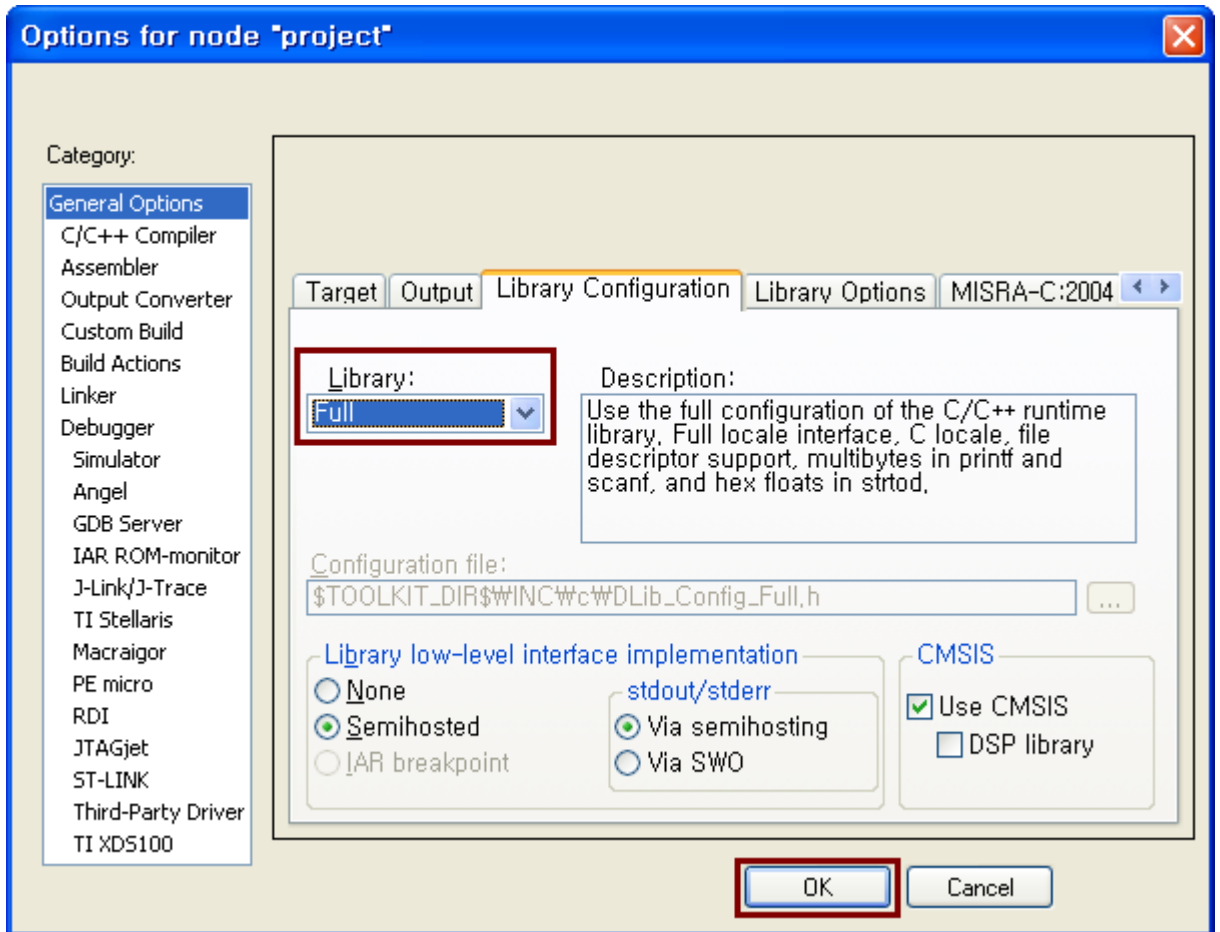 Options for node "project"
Category:
General Options
C/C++ Compiler
Assembler
Output Converter
Custom Build
Build Actions
Linker
Debugger
Simulator
Angel
GDB Server
IAR ROM-monitor
J-Link/J-Trace
TI Stellaris
Macraigor
PE micro
RDI
JTAGjet
ST-LINK
Third-Party Driver
TI XDS100
Target Output Library Configuration Library Options MISRA-C:2004
Library:
Full
Description:
Use the full configuration of the C/C++ runtime
library, Full locale interface, C locale, file
descriptor support, multibytes in printf and
scanf, and hex floats in strtod,
Configuration file:
$TOOLKIT_DIR$₩INC₩c₩DLib_Config_Full,h
...
Library low-level interface implementation
None
Semihosted
IAR breakpoint
stdout/stderr
Via semihosting
Via SWO
CMSIS
Use CMSIS
DSP library
OK Cancel